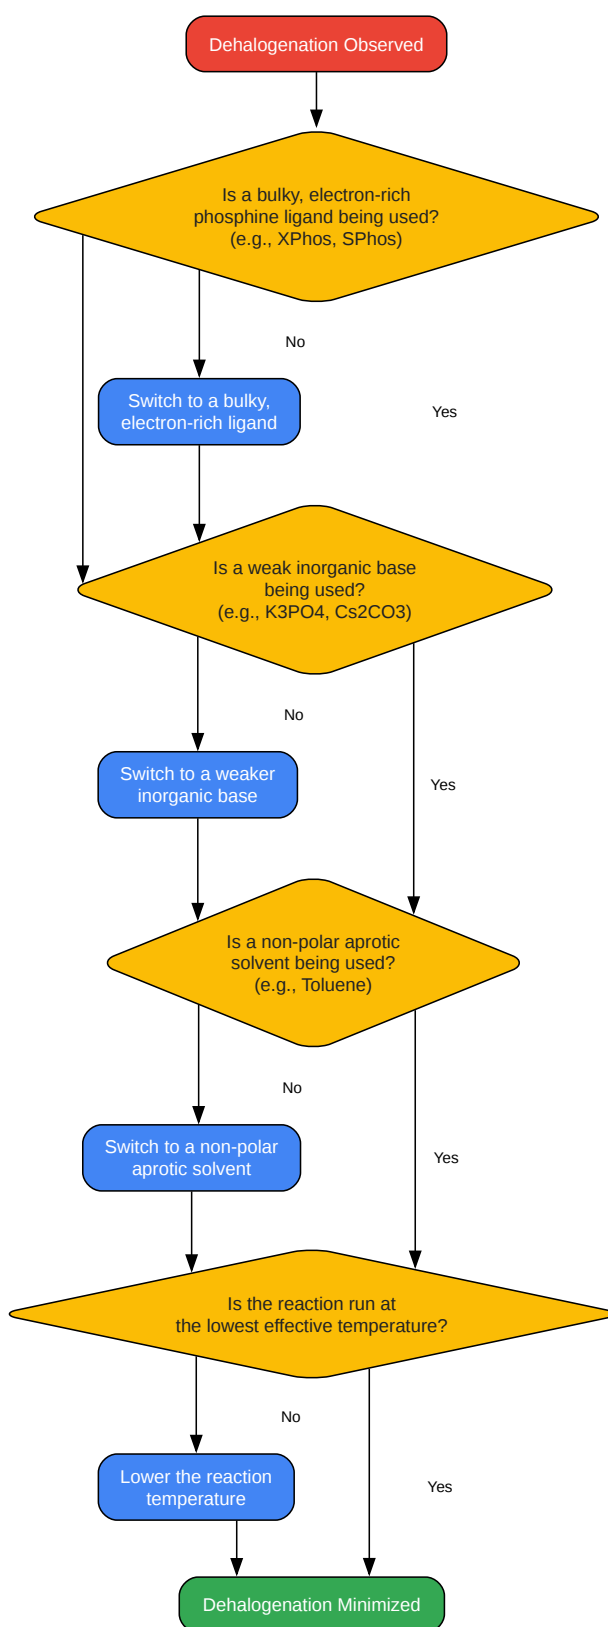 Dehalogenation Observed
Is a bulky, electron-rich
phosphine ligand being used?
(e.g., XPhos, SPhos)
No
Switch to a bulky,
electron-rich ligand
Yes
Is a weak inorganic base
being used?
(e.g., K3PO4, Cs2CO3)
No
Switch to a weaker
inorganic base
Yes
Is a non-polar aprotic
solvent being used?
(e.g., Toluene)
No
Switch to a non-polar
aprotic solvent
Yes
Is the reaction run at
the lowest effective temperature?
No
Lower the reaction
temperature
Yes
Dehalogenation Minimized